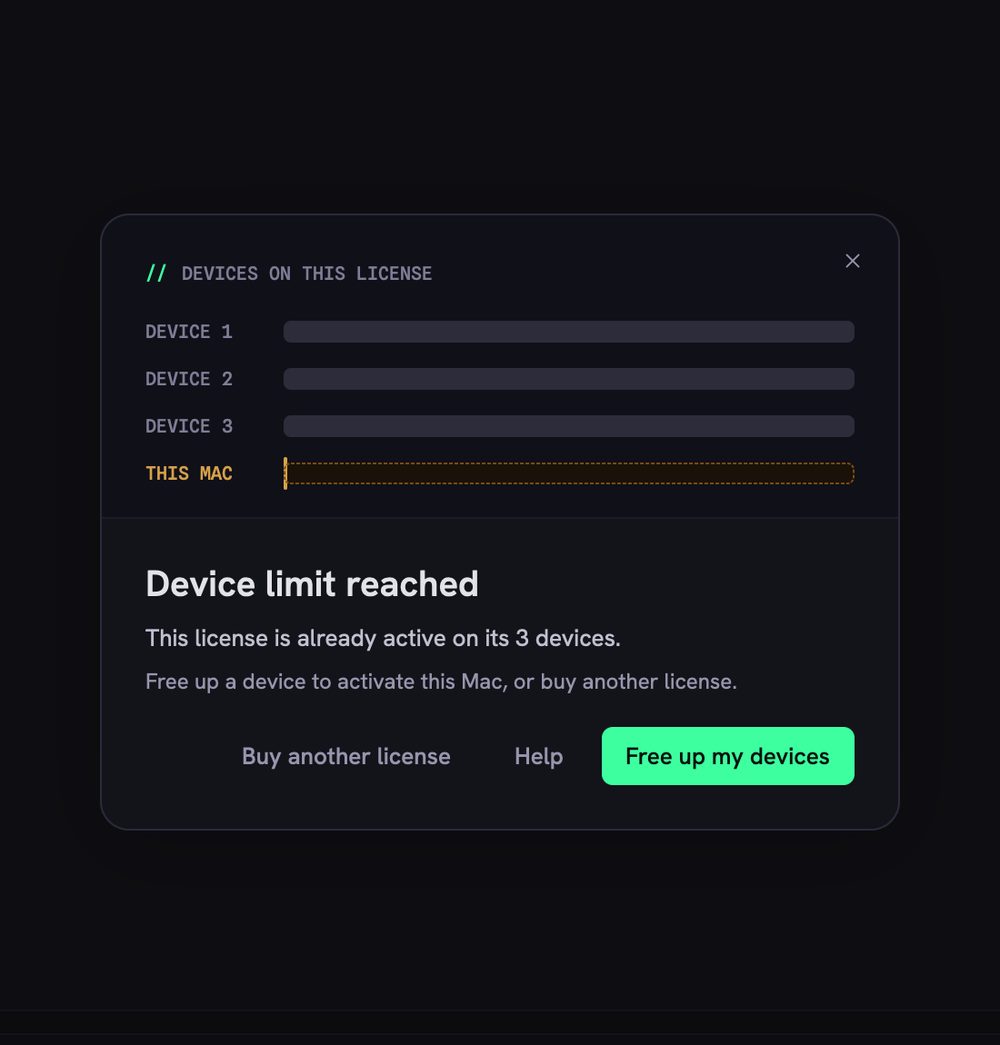 // DEVICES ON THIS LICENSE
DEVICE 1
DEVICE 2
DEVICE 3
THIS MAC
Device limit reached
This license is already active on its 3 devices.
Free up a device to activate this Mac, or buy another license.
Buy another license
Help
Free up my devices